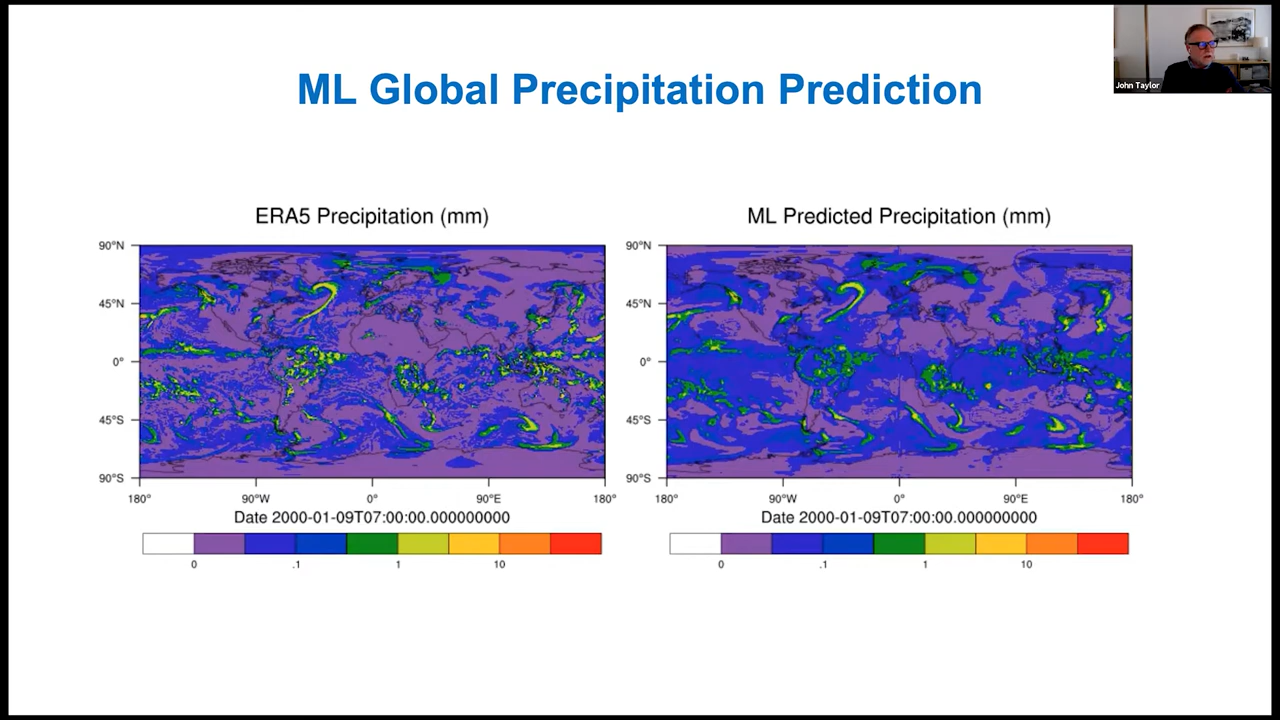 John Taylor
ML Global Precipitation Prediction
ERA5 Precipitation (mm)
90°N
45°N
0°
45°S
90°S
180°
90°W
0°
90°E
180°
Date 2000-01-09T07:00:00.000000000
0
.1
1
10
ML Predicted Precipitation (mm)
90°N
45°N
0°
45°S
90°S
180°
90°W
0°
90°E
180°
Date 2000-01-09T07:00:00.000000000
0
.1
1
10